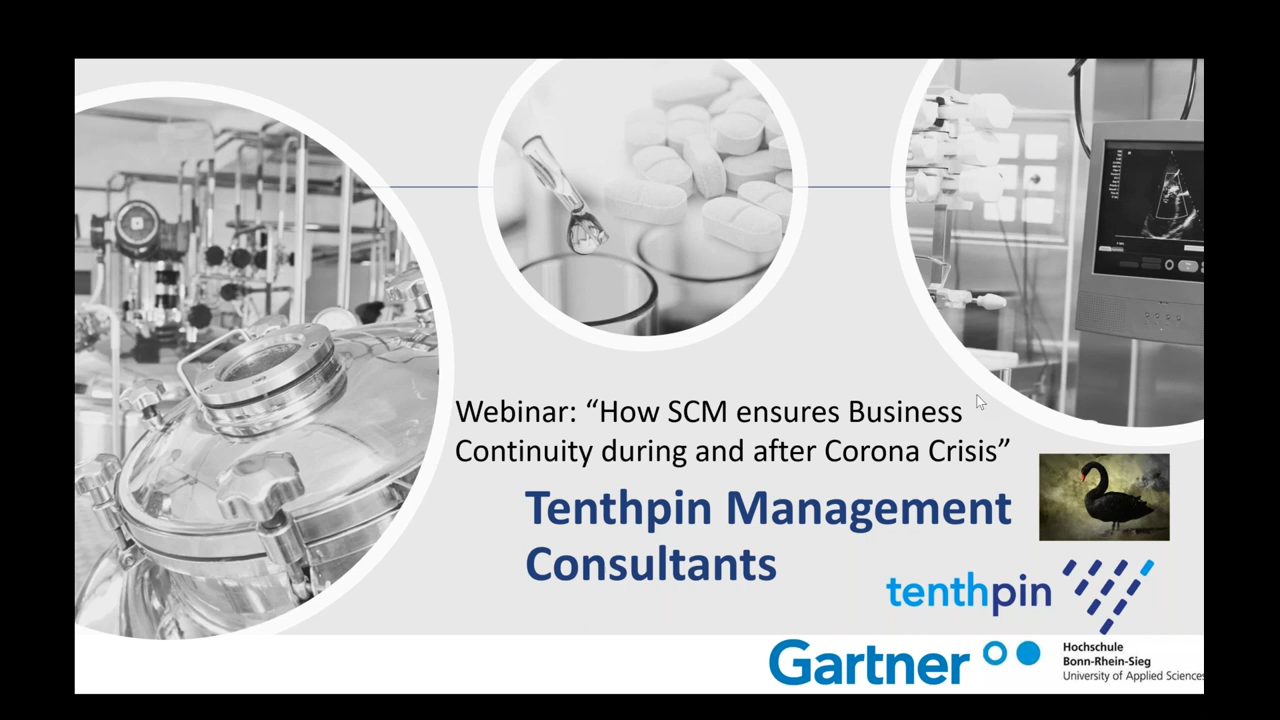 Webinar: “How SCM ensures Business
Continuity during and after Corona Crisis”
Tenthpin Management
Consultants
tenthpin
Gartner
Hochschule
Bonn-Rhein-Sieg
University of Applied Sciences